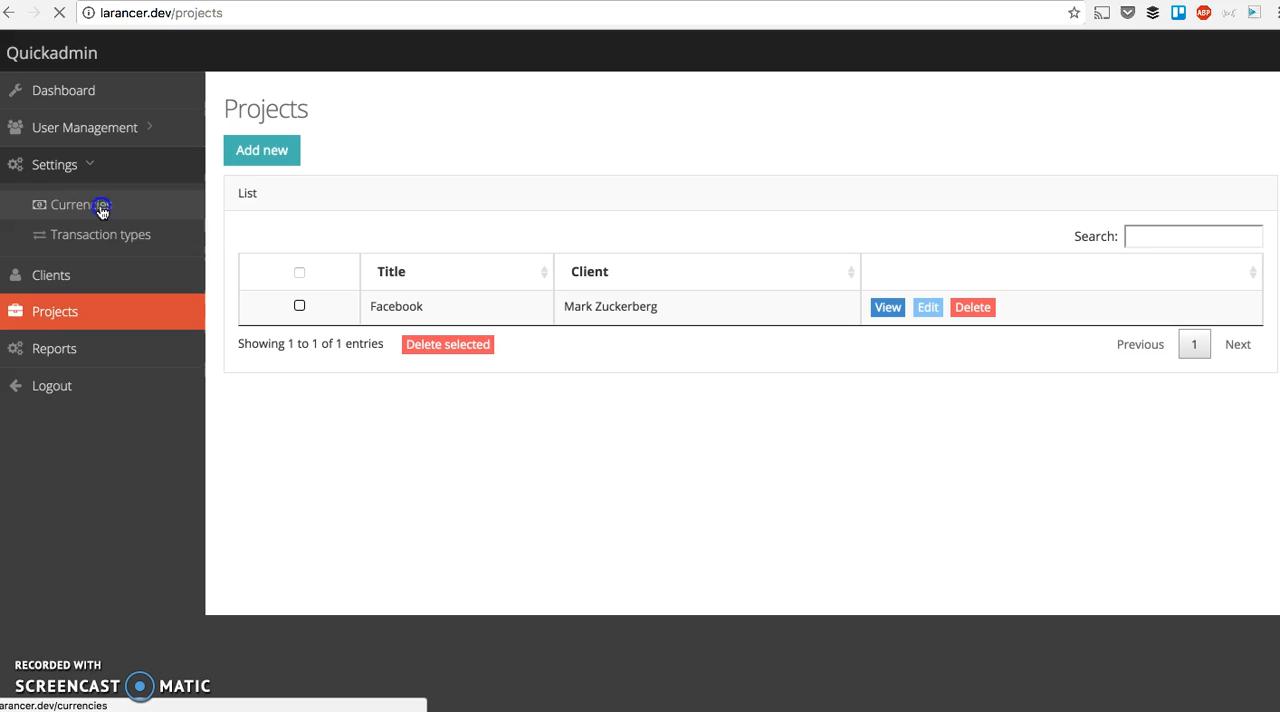 larancer.dev/projects
ABP
Quickadmin
Dashboard
User Management
Settings
Currencies
Transaction types
Clients
Projects
Reports
Logout
Projects
Add new
List
Search:
Title Client
Facebook Mark Zuckerberg View Edit Delete
Showing 1 to 1 of 1 entries Delete selected Previous 1 Next
RECORDED WITH
SCREENCAST MATIC
arancer.dev/currencies